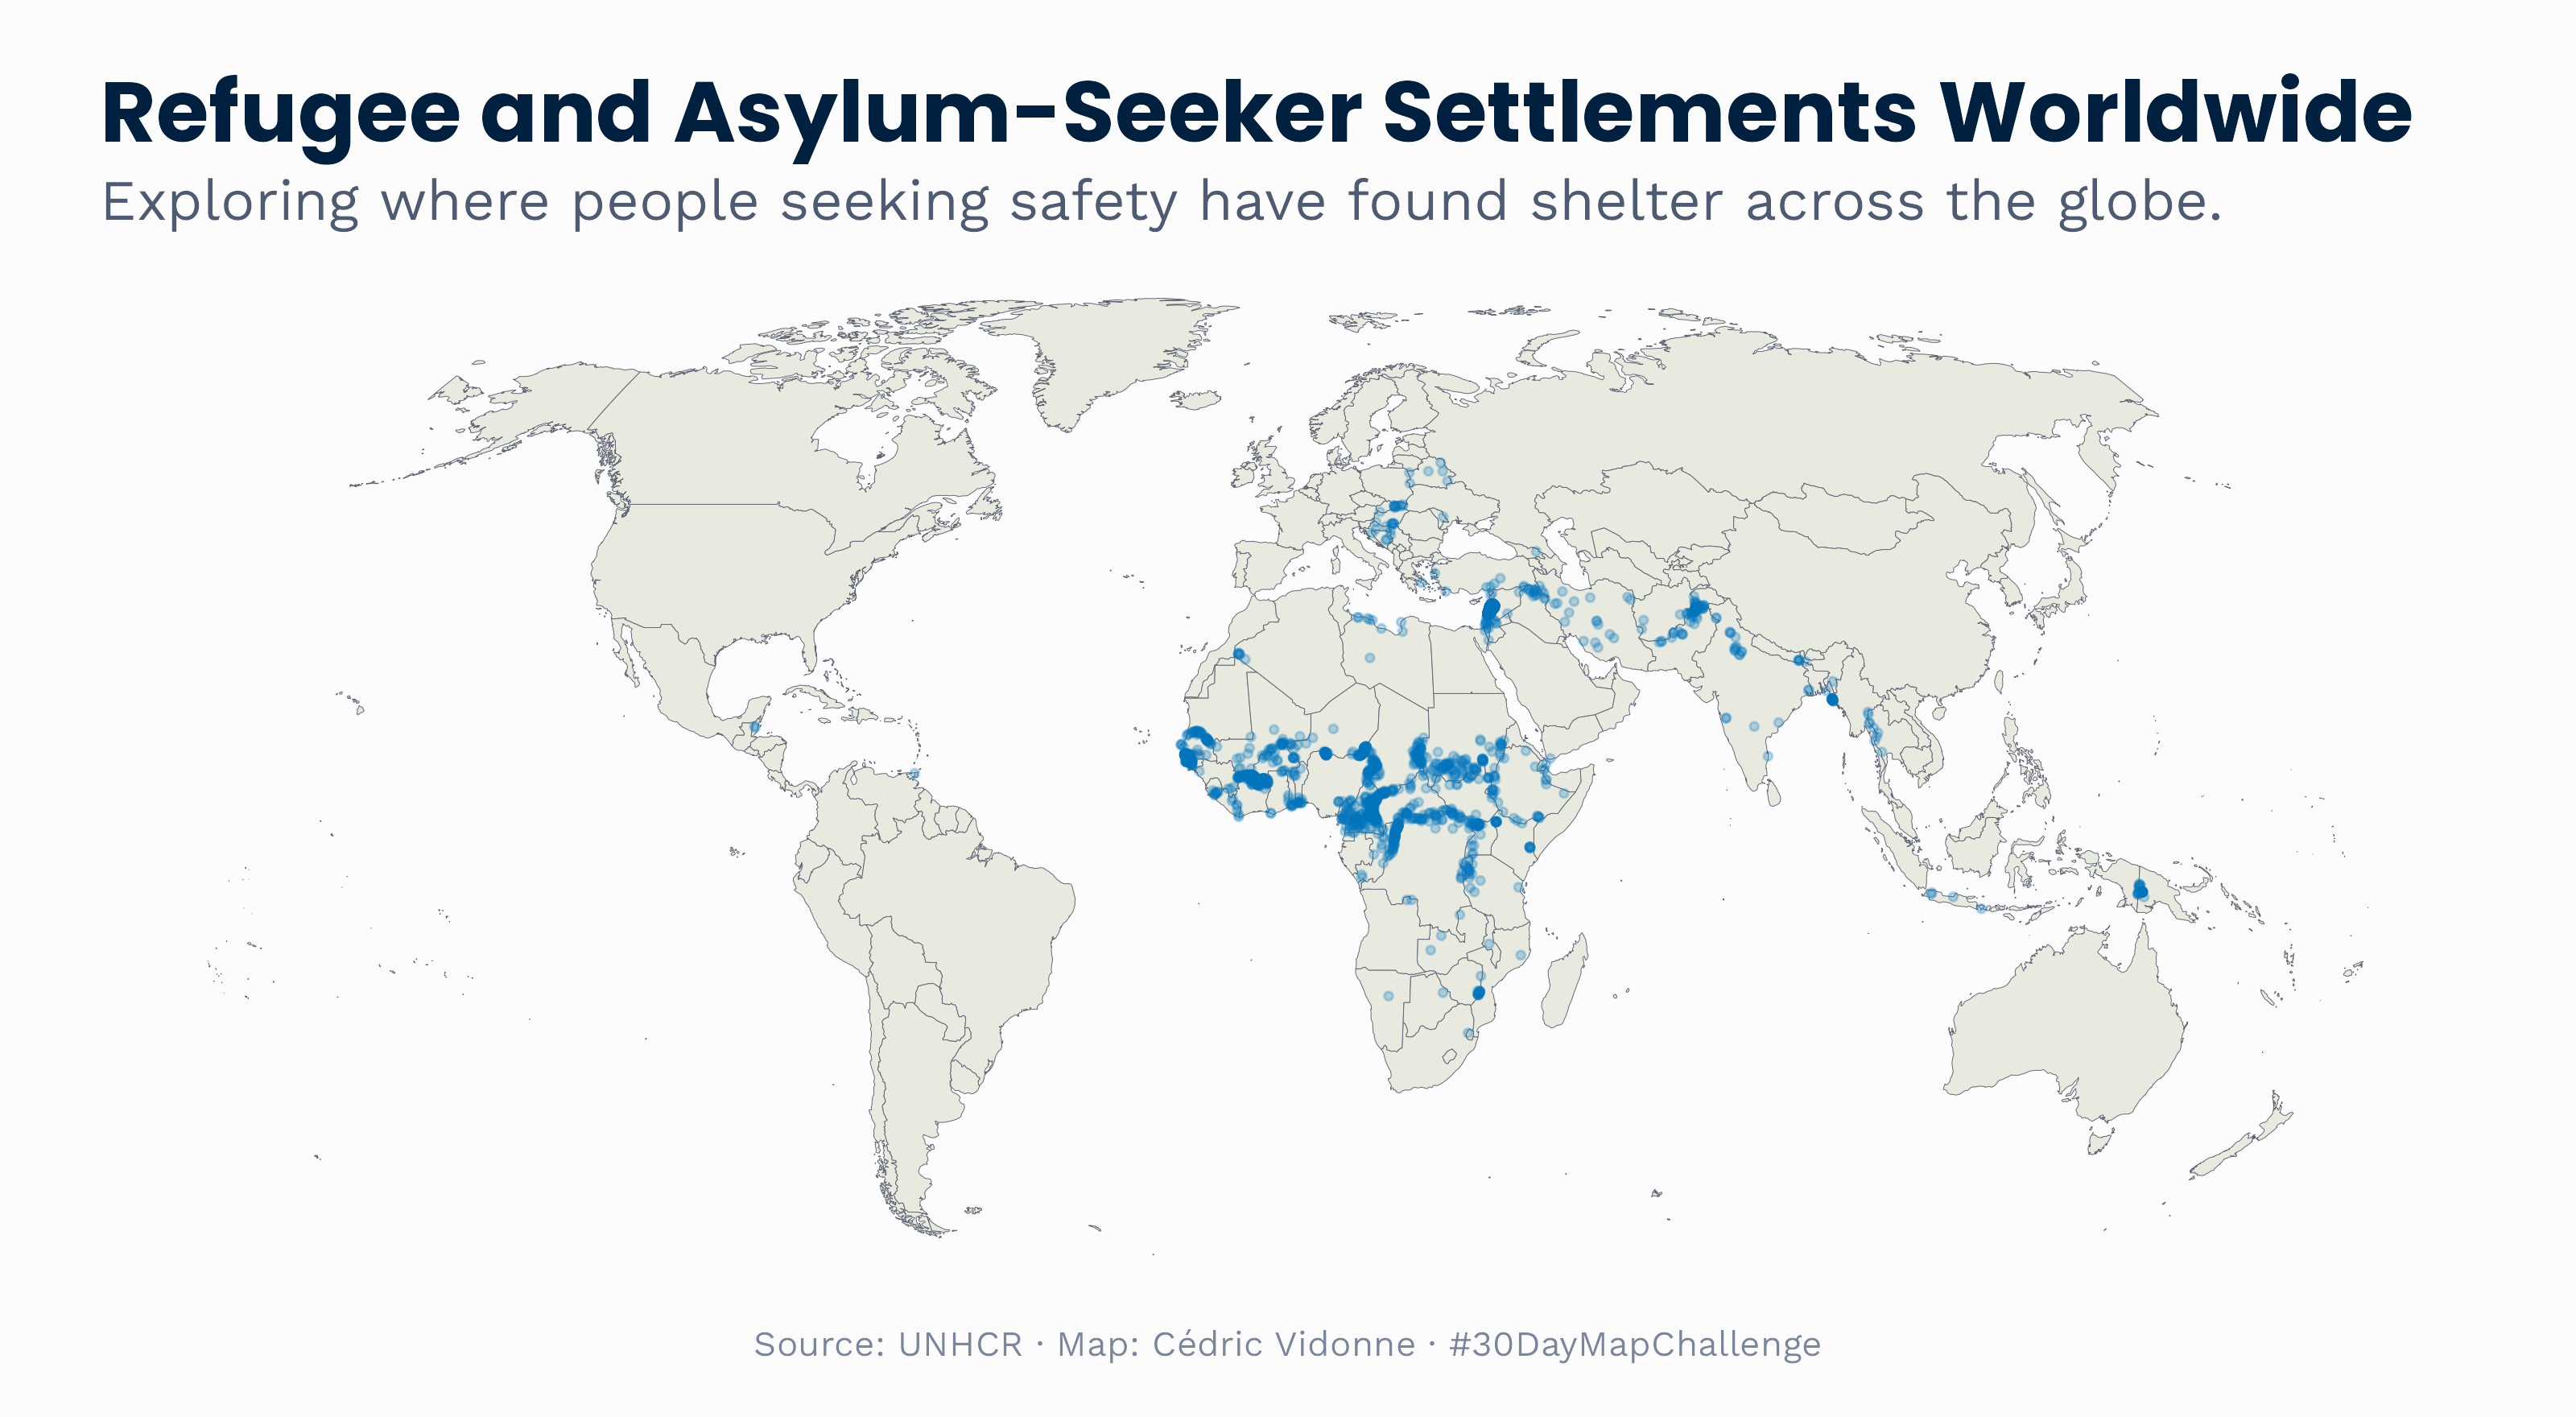 Refugee and Asylum-Seeker Settlements Worldwide
Exploring where people seeking safety have found shelter across the globe.
Source: UNHCR · Map: Cédric Vidonne · #30DayMapChallenge